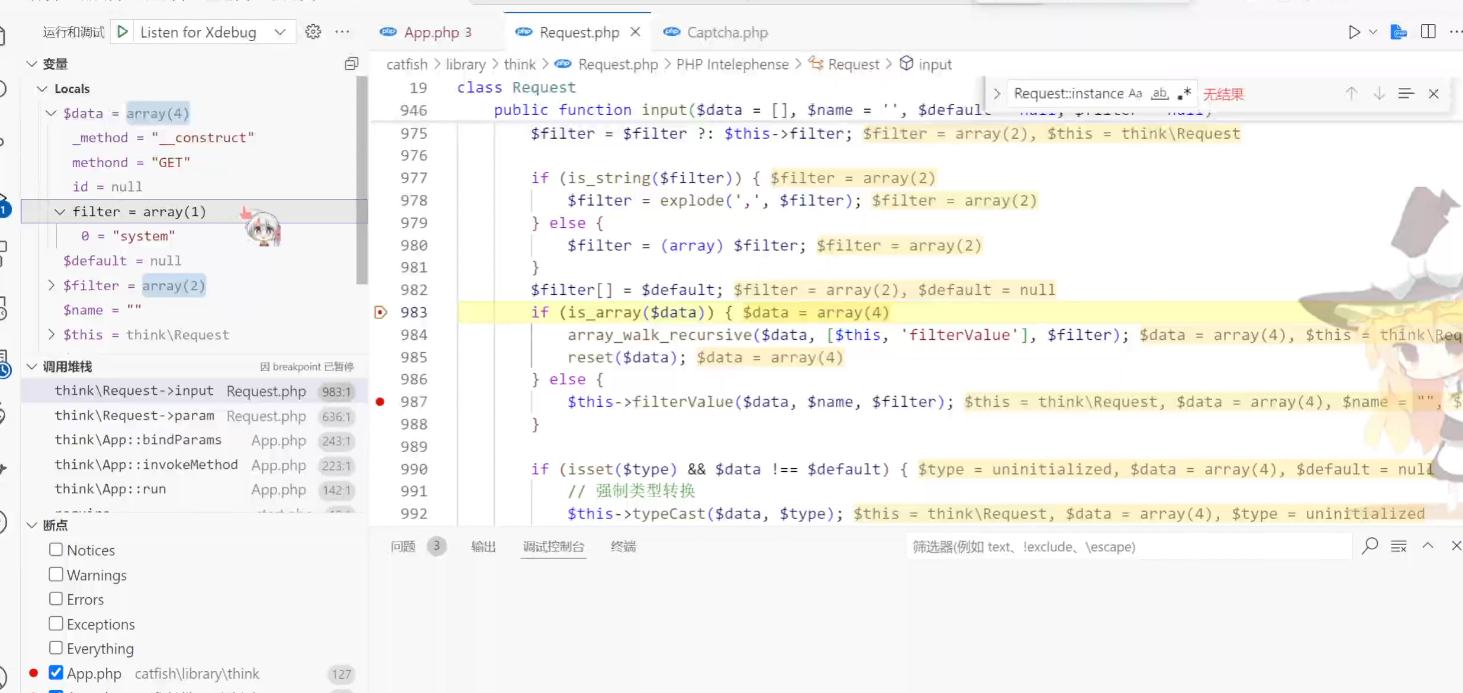 运行和调试 Listen for Xdebug ···
App.php 3 Request.php Captcha.php
catfish > library > think > Request.php > PHP Intelephense > Request > input
变量
Locals
$data = array(4)
_method = "__construct"
methond = "GET"
id = null
filter = array(1)
0 = "system"
$default = null
$filter = array(2)
$name = ""
$this = think\Request
调用堆栈 因 breakpoint 已暂停
think\Request->input Request.php 983:1
think\Request->param Request.php 636:1
think\App::bindParams App.php 243:1
think\App::invokeMethod App.php 223:1
think\App::run App.php 142:1
断点
Notices
Warnings
Errors
Exceptions
Everything
App.php catfish\library\think 127
Request::instance Aa ab .* 无结果
19 class Request
946 public function input($data = [], $name = '', $default
975 $filter = $filter ?: $this->filter; $filter = array(2), $this = think\Request
976
977 if (is_string($filter)) { $filter = array(2)
978 $filter = explode(',', $filter); $filter = array(2)
979 } else {
980 $filter = (array) $filter; $filter = array(2)
981 }
982 $filter[] = $default; $filter = array(2), $default = null
983 if (is_array($data)) { $data = array(4)
984 array_walk_recursive($data, [$this, 'filterValue'], $filter); $data = array(4), $this = think\Req
985 reset($data); $data = array(4)
986 } else {
987 $this->filterValue($data, $name, $filter); $this = think\Request, $data = array(4), $name = "",
988 }
989
990 if (isset($type) && $data !== $default) { $type = uninitialized, $data = array(4), $default = null
991 // 强制类型转换
992 $this->typeCast($data, $type); $this = think\Request, $data = array(4), $type = uninitialized
问题 3 输出 调试控制台 终端 筛选器(例如 text、!exclude、\escape)